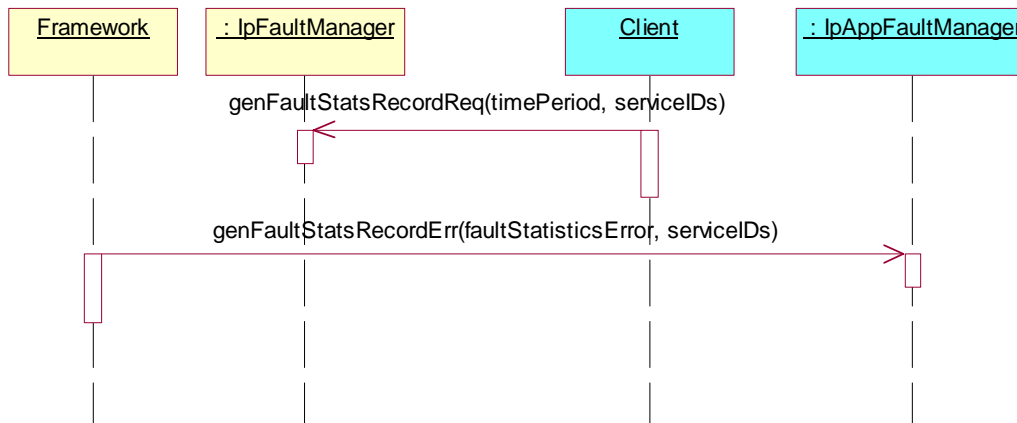 Framework
: IpFaultManager
Client
: IpAppFaultManager
genFaultStatsRecordReq(timePeriod, serviceIDs)
genFaultStatsRecordErr(faultStatisticsError, serviceIDs)